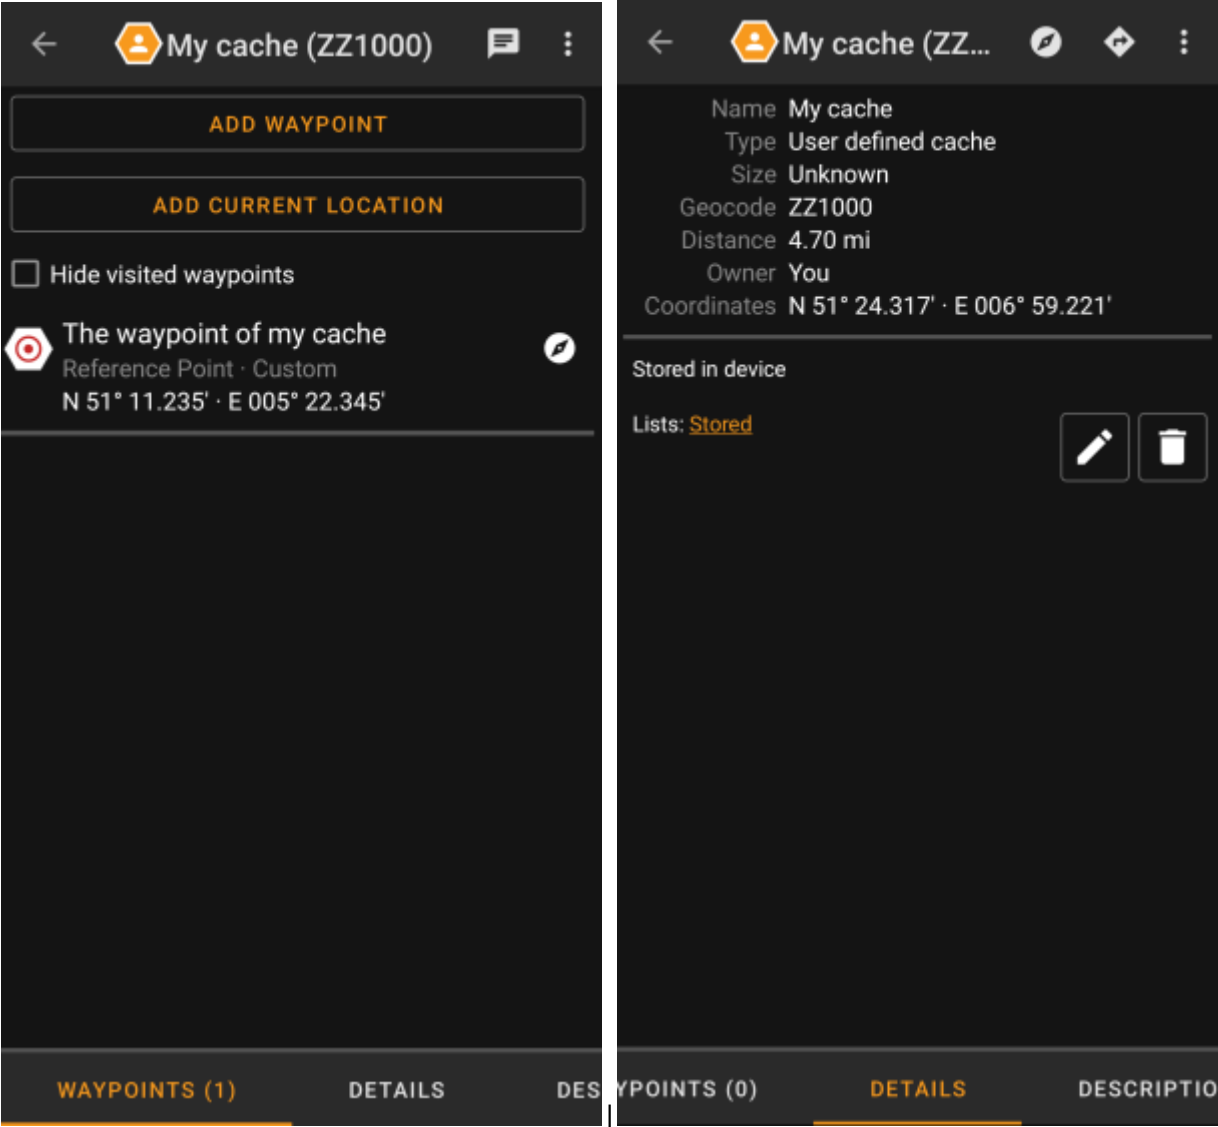 My cache (ZZ1000)
ADD WAYPOINT
ADD CURRENT LOCATION
Hide visited waypoints
The waypoint of my cache
Reference Point · Custom
N 51° 11.235' · E 005° 22.345'
WAYPOINTS (1) DETAILS DES
My cache (ZZ...
Name My cache
Type User defined cache
Size Unknown
Geocode ZZ1000
Distance 4.70 mi
Owner You
Coordinates N 51° 24.317' · E 006° 59.221'
Stored in device
Lists: Stored
YPOINTS (0) DETAILS DESCRIPTIO